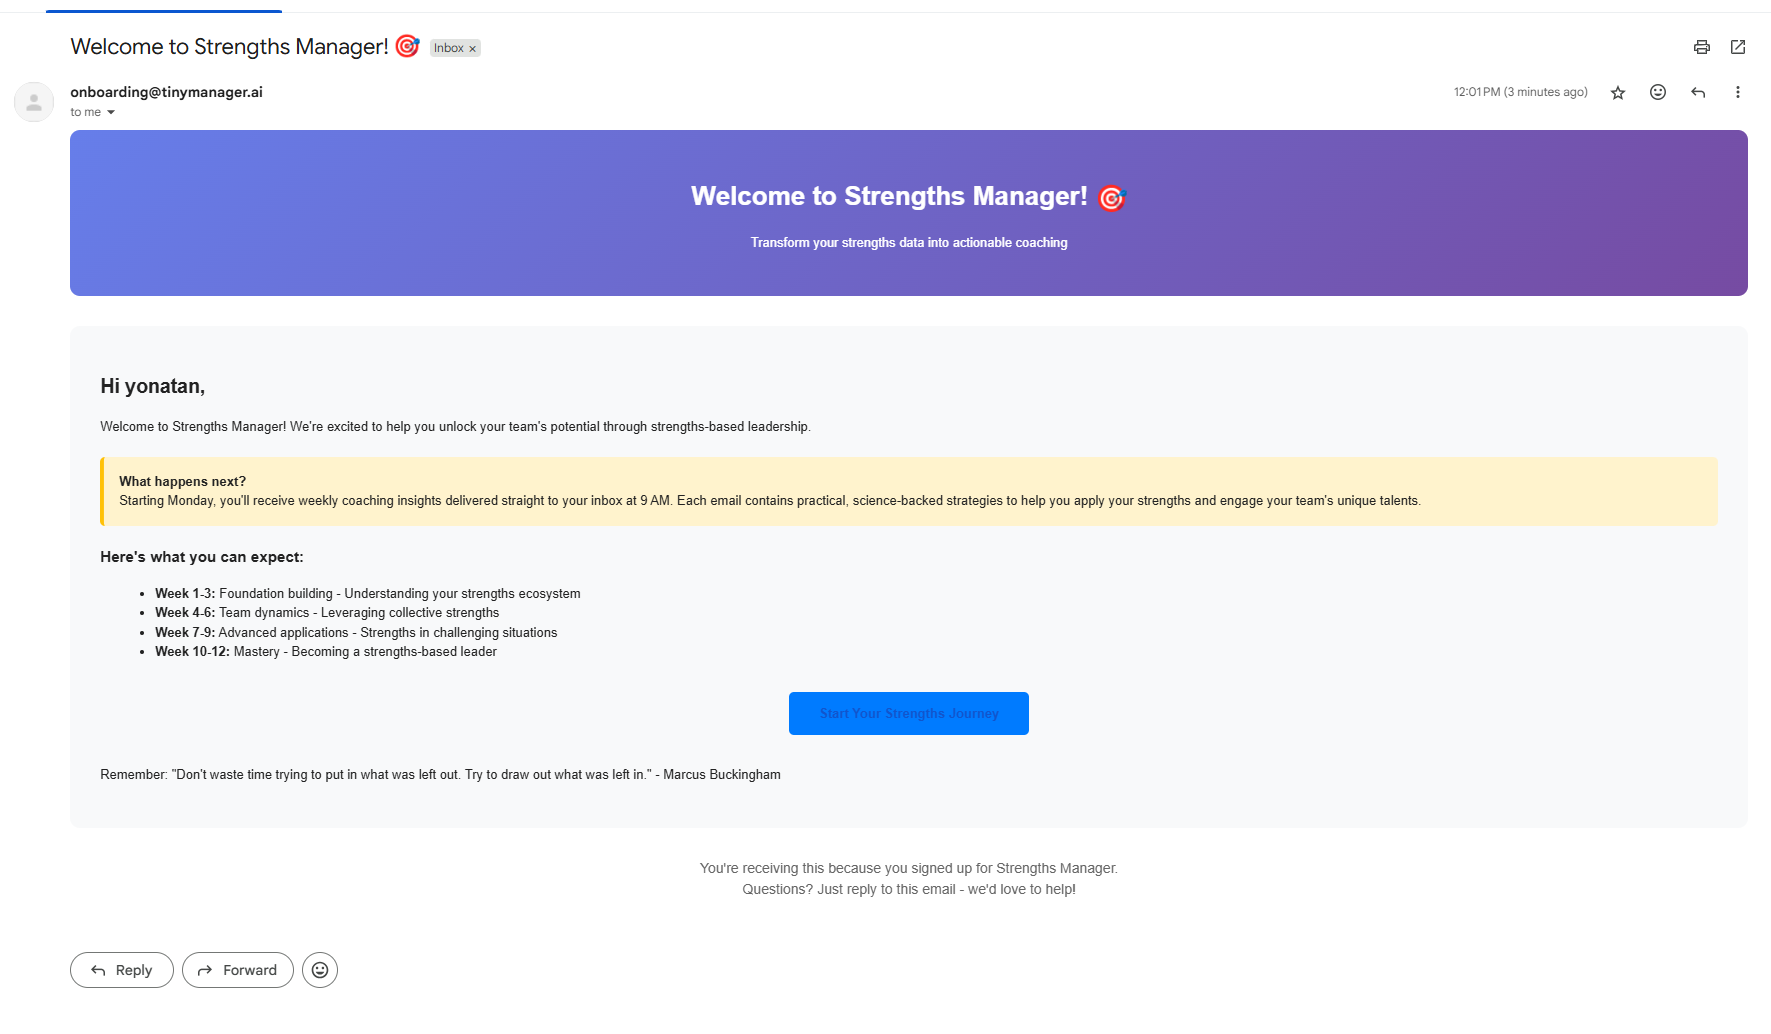 Welcome to Strengths Manager! 🎯 Inbox ×
onboarding@tinymanager.ai
12:01 PM (3 minutes ago)
to me
Welcome to Strengths Manager! 🎯
Transform your strengths data into actionable coaching
Hi yonatan,
Welcome to Strengths Manager! We're excited to help you unlock your team's potential through strengths-based leadership.
What happens next?
Starting Monday, you'll receive weekly coaching insights delivered straight to your inbox at 9 AM. Each email contains practical, science-backed strategies to help you apply your strengths and engage your team's unique talents.
Here's what you can expect:
• Week 1-3: Foundation building - Understanding your strengths ecosystem
• Week 4-6: Team dynamics - Leveraging collective strengths
• Week 7-9: Advanced applications - Strengths in challenging situations
• Week 10-12: Mastery - Becoming a strengths-based leader
Start Your Strengths Journey
Remember: "Don't waste time trying to put in what was left out. Try to draw out what was left in." - Marcus Buckingham
You're receiving this because you signed up for Strengths Manager.
Questions? Just reply to this email - we'd love to help!
Reply
Forward